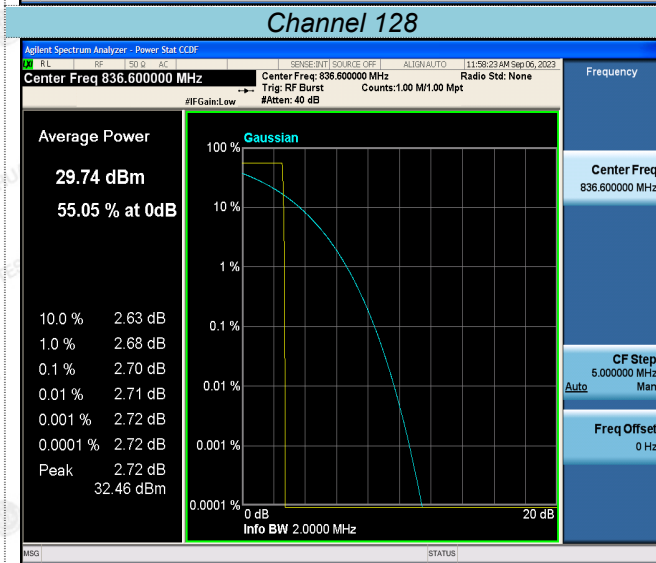 Channel 128
Agilent Spectrum Analyzer - Power Stat CCDF
LXI RL RF 50 Ω AC SENSE:INT SOURCE OFF ALIGN AUTO 11:58:23 AM Sep 06, 2023
Center Freq 836.600000 MHz
Center Freq: 836.600000 MHz Radio Std: None
Trig: RF Burst Counts:1.00 M/1.00 Mpt
#IFGain:Low #Atten: 40 dB
Frequency
Average Power
29.74 dBm
55.05 % at 0dB
10.0 % 2.63 dB
1.0 % 2.68 dB
0.1 % 2.70 dB
0.01 % 2.71 dB
0.001 % 2.72 dB
0.0001 % 2.72 dB
Peak 2.72 dB
32.46 dBm
Gaussian
100 %
10 %
1 %
0.1 %
0.01 %
0.001 %
0.0001 %
0 dB 20 dB
Info BW 2.0000 MHz
Center Freq
836.600000 MHz
CF Step
5.000000 MHz
Auto Man
Freq Offset
0 Hz
MSG STATUS